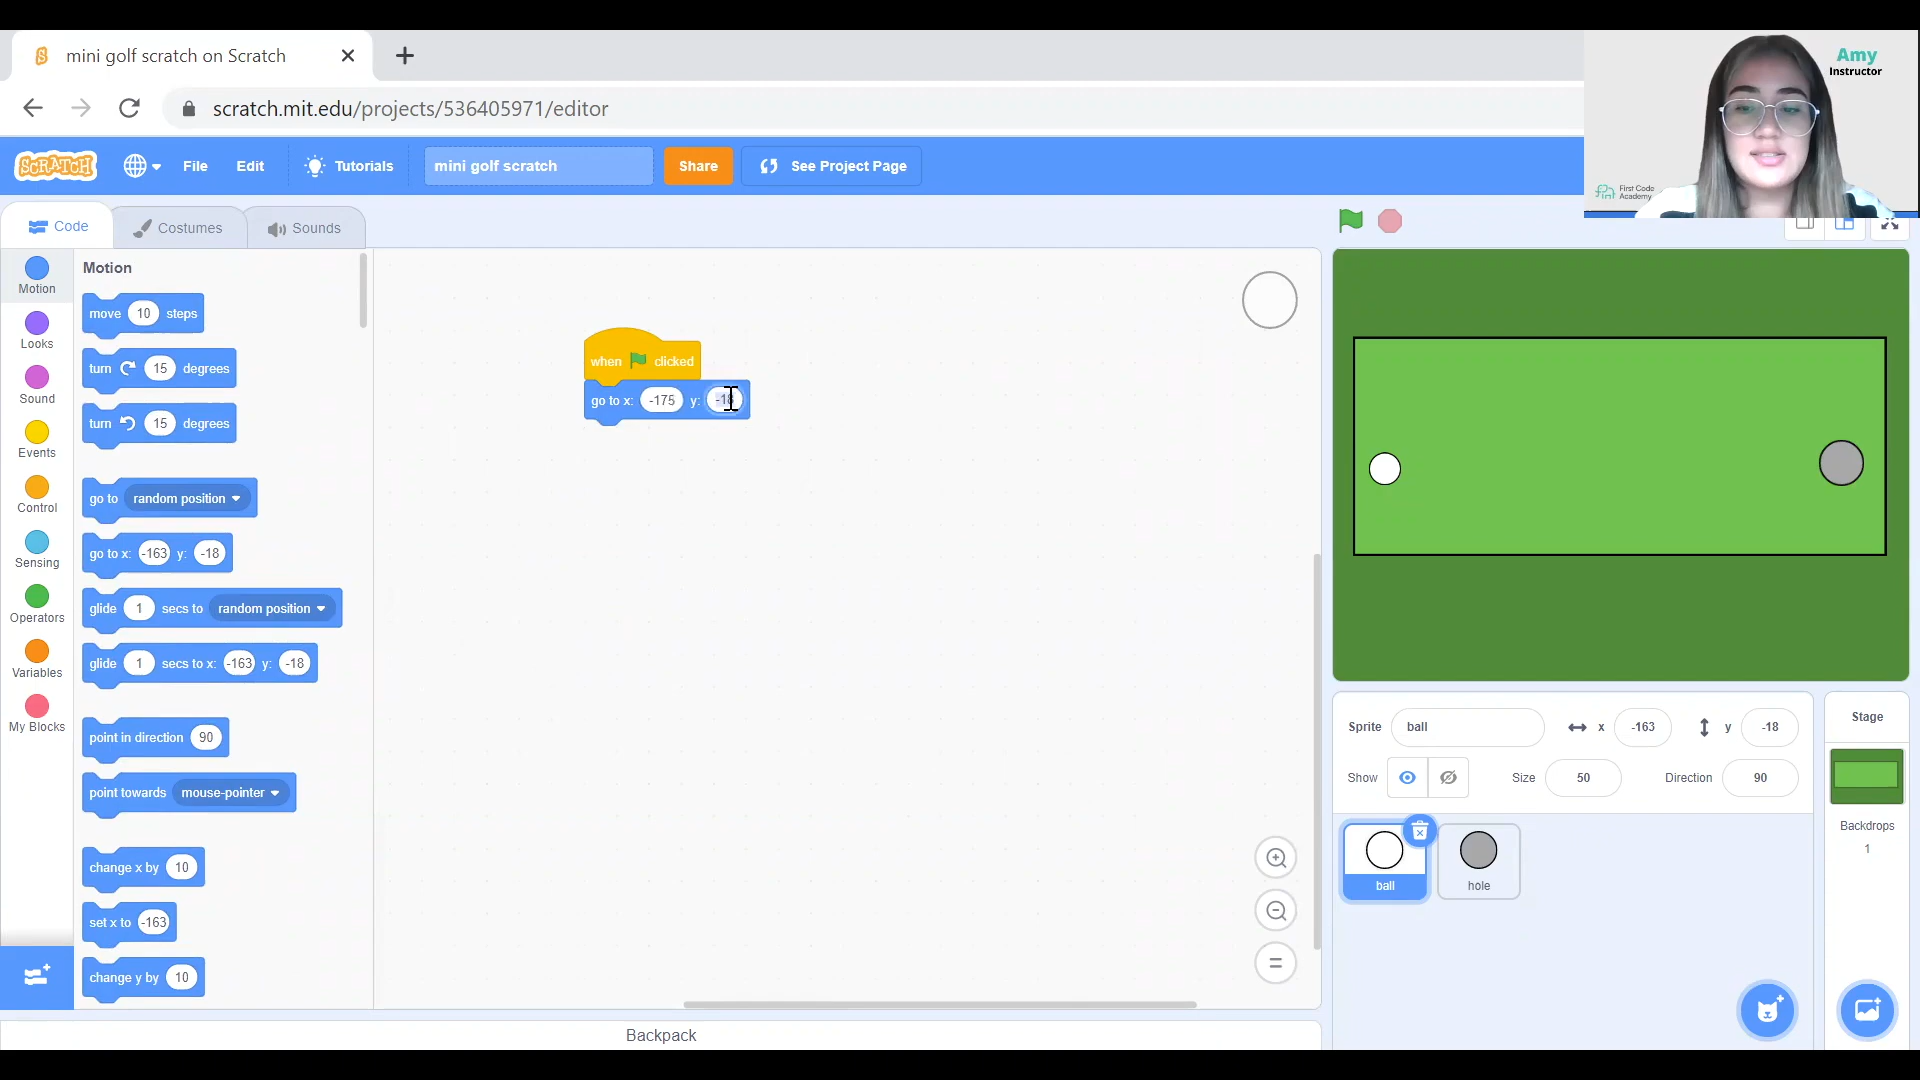 mini golf scratch on Scratch
Amy
Instructor
scratch.mit.edu/projects/536405971/editor
SCRATCH
File
Edit
Tutorials
mini golf scratch
Share
See Project Page
First Code
Academy
Code
Costumes
Sounds
Motion
Looks
Sound
Events
Control
Sensing
Operators
Variables
My Blocks
Motion
move 10 steps
turn 15 degrees
turn 15 degrees
go to random position
go to x: -163 y: -18
glide 1 secs to random position
glide 1 secs to x: -163 y: -18
point in direction 90
point towards mouse-pointer
change x by 10
set x to -163
change y by 10
when clicked
go to x: -175 y: -18
Sprite ball x -163 y -18
Show Size 50 Direction 90
ball
hole
Stage
Backdrops
1
Backpack